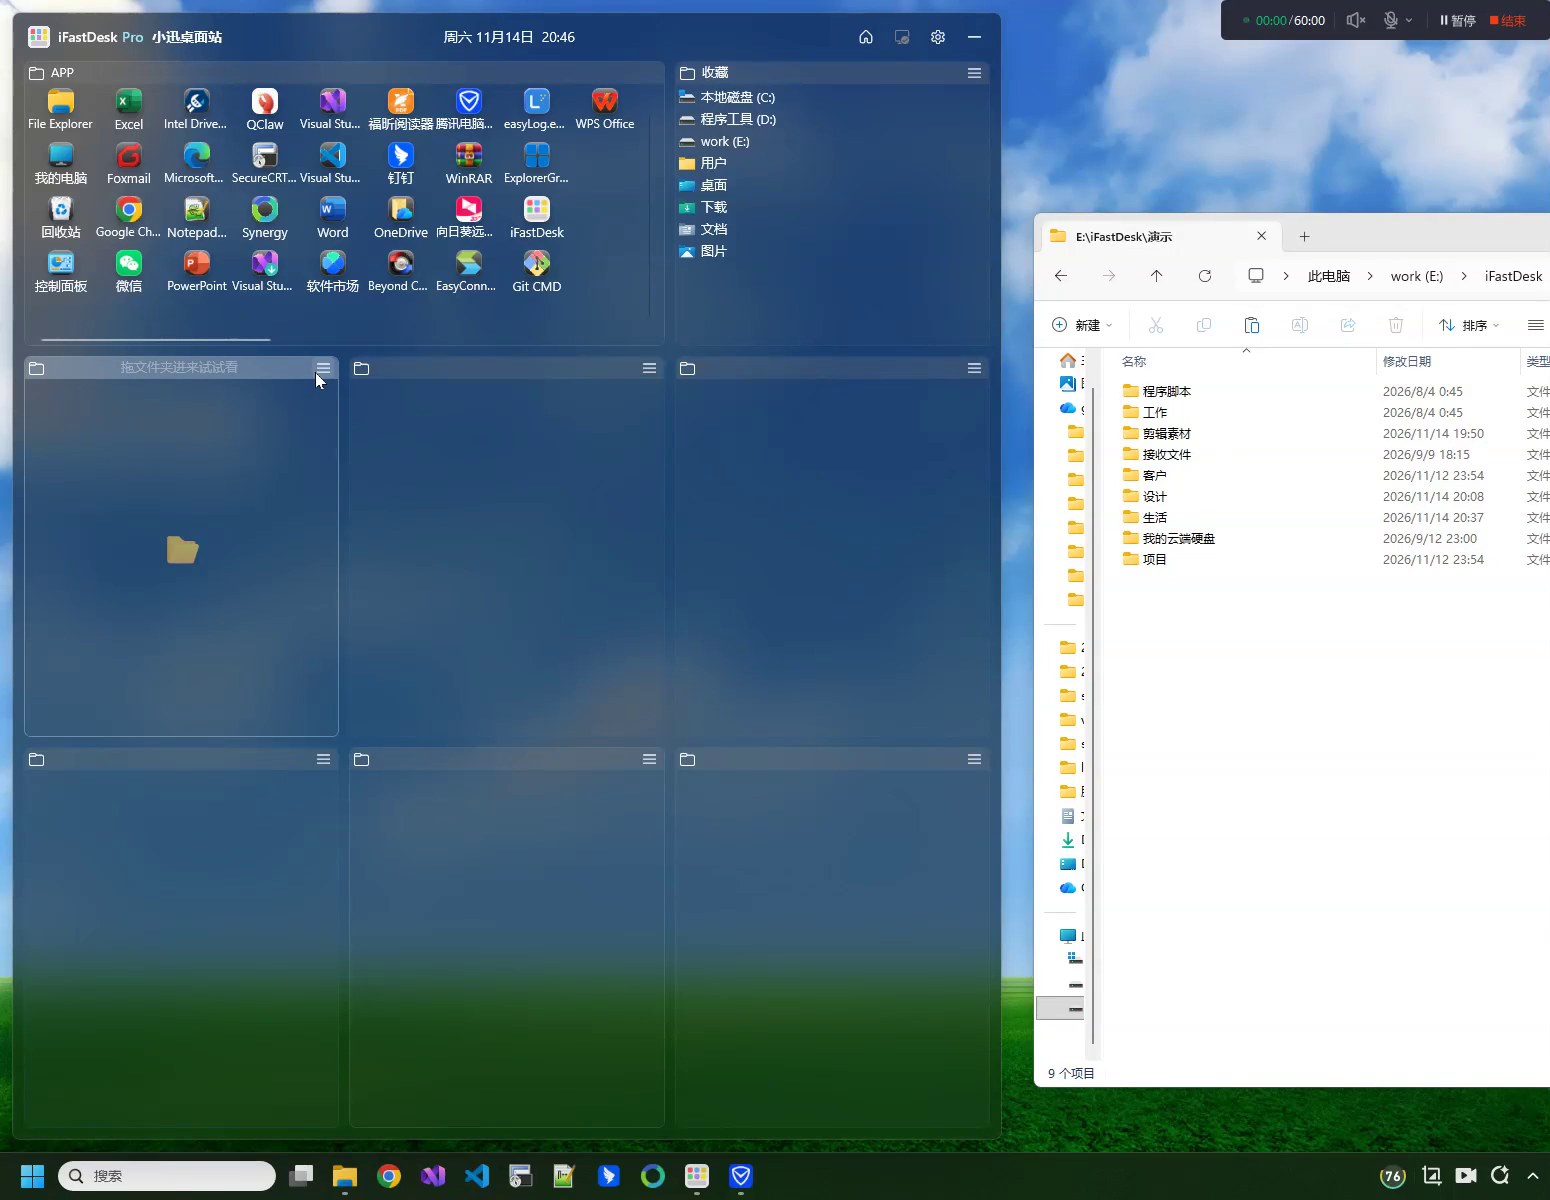 iFastDesk Pro 小迅桌面站
周六 11月14日 20:46
00:00/60:00 暂停 结束
APP
File Explorer Excel Intel Drive... QClaw Visual Stu... 福昕阅读器 腾讯电脑... easyLog.e... WPS Office
我的电脑 Foxmail Microsoft... SecureCRT... Visual Stu... 钉钉 WinRAR ExplorerGr...
回收站 Google Ch... Notepad... Synergy Word OneDrive 向日葵远... iFastDesk
控制面板 微信 PowerPoint Visual Stu... 软件市场 Beyond C... EasyConn... Git CMD
收藏
本地磁盘 (C:)
程序工具 (D:)
work (E:)
用户
桌面
下载
文档
图片
拖文件夹进来试试看
E:\iFastDesk\演示
此电脑 > work (E:) > iFastDesk
新建 排序
名称 修改日期 类型
程序脚本 2026/8/4 0:45 文件
工作 2026/8/4 0:45 文件
剪辑素材 2026/11/14 19:50 文件
接收文件 2026/9/9 18:15 文件
客户 2026/11/12 23:54 文件
设计 2026/11/14 20:08 文件
生活 2026/11/14 20:37 文件
我的云端硬盘 2026/9/12 23:00 文件
项目 2026/11/12 23:54 文件
9 个项目
搜索
76